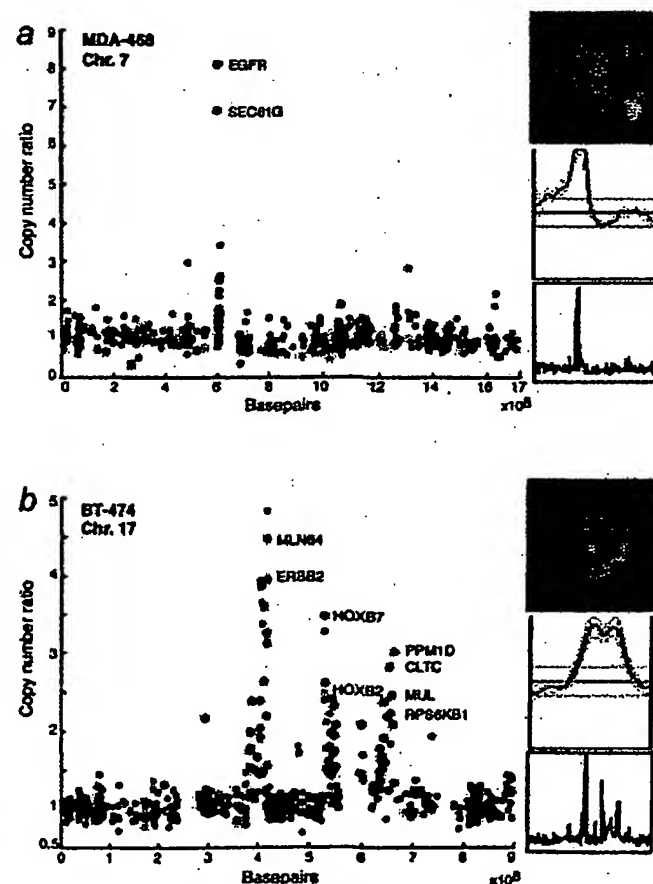 a
MDA-468
Chr. 7
Copy number ratio
9
8
7
6
5
4
3
2
1
0
EGFR
SEC61G
0 2 4 6 8 10 12 14 16 17
Basepairs
x10⁸
b
BT-474
Chr. 17
Copy number ratio
5
4
3
2
1
0.5
MLN64
ERBB2
HOXB7
PPM1D
CLTC
HOXB2
MUL
RPS6KB1
0 1 2 3 4 5 6 7 8 9
Basepairs
x10⁸